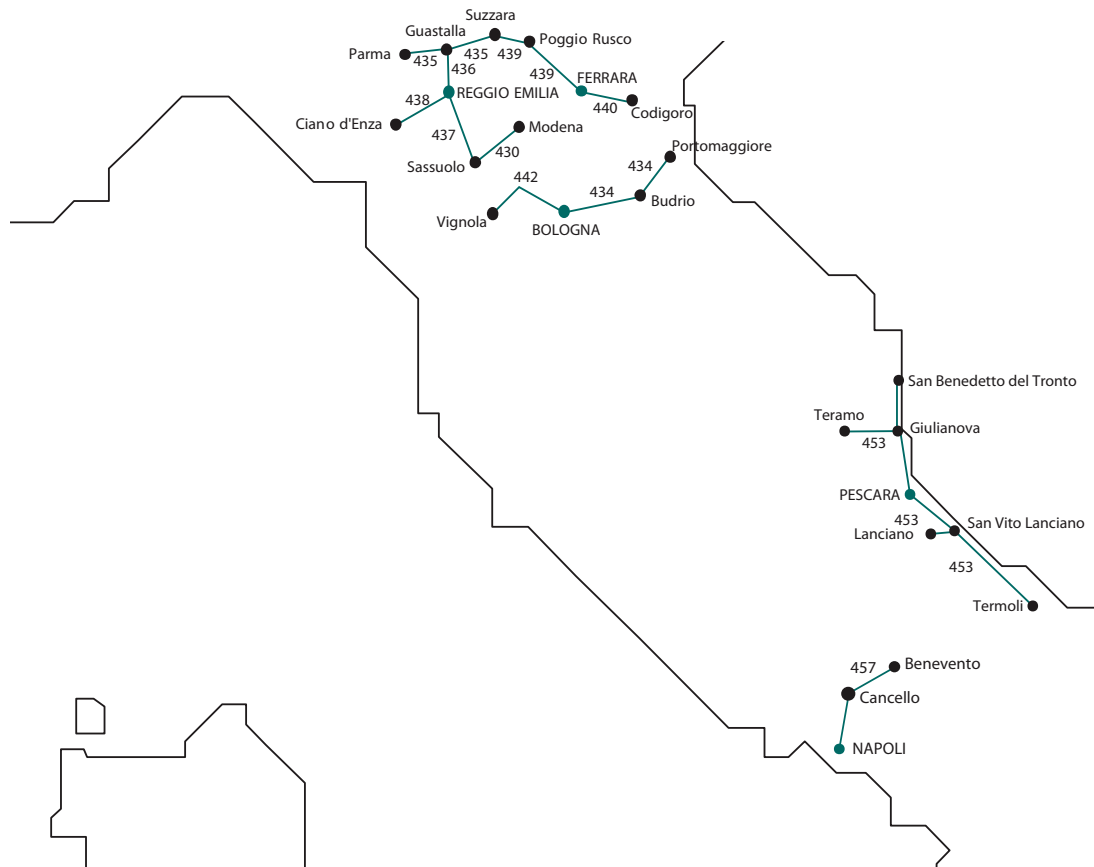 Suzzara
Guastalla
Poggio Rusco
Parma
435
435
439
436
439
FERRARA
REGGIO EMILIA
438
440
Codigoro
Ciano d'Enza
437
Modena
430
Portomaggiore
Sassuolo
434
442
434
Budrio
Vignola
BOLOGNA
San Benedetto del Tronto
Teramo
Giulianova
453
PESCARA
453
San Vito Lanciano
Lanciano
453
Termoli
457
Benevento
Cancello
NAPOLI